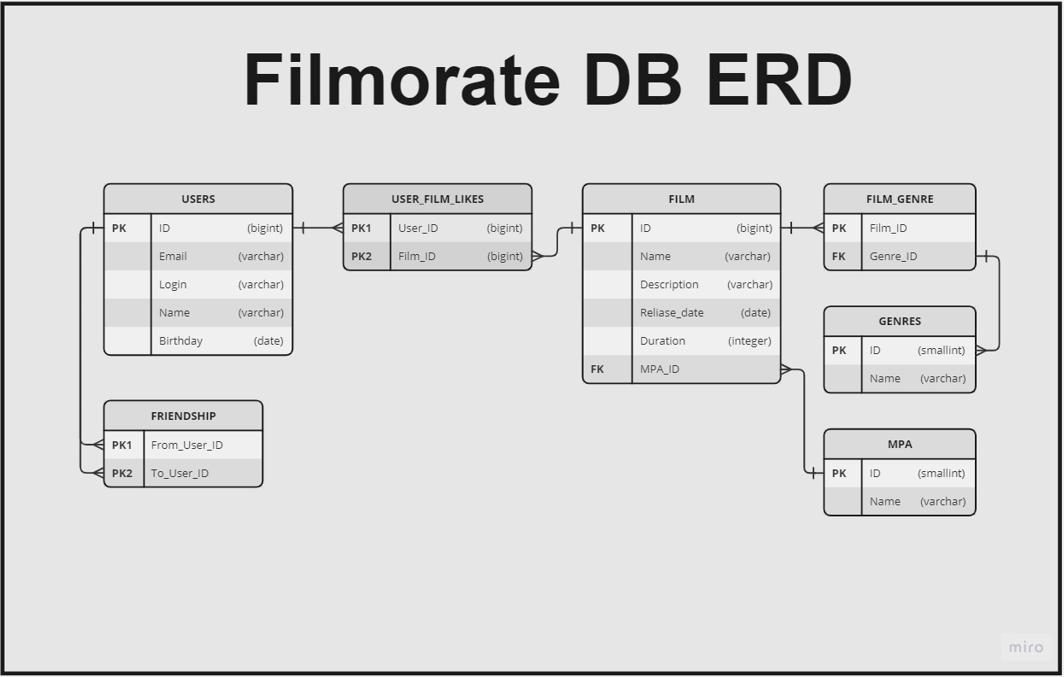 Filmorate DB ERD
USERS
PK ID (bigint)
Email (varchar)
Login (varchar)
Name (varchar)
Birthday (date)
USER_FILM_LIKES
PK1 User_ID (bigint)
PK2 Film_ID (bigint)
FILM
PK ID (bigint)
Name (varchar)
Description (varchar)
Reliase_date (date)
Duration (integer)
FK MPA_ID
FILM_GENRE
PK Film_ID
FK Genre_ID
GENRES
PK ID (smallint)
Name (varchar)
FRIENDSHIP
PK1 From_User_ID
PK2 To_User_ID
MPA
PK ID (smallint)
Name (varchar)
miro